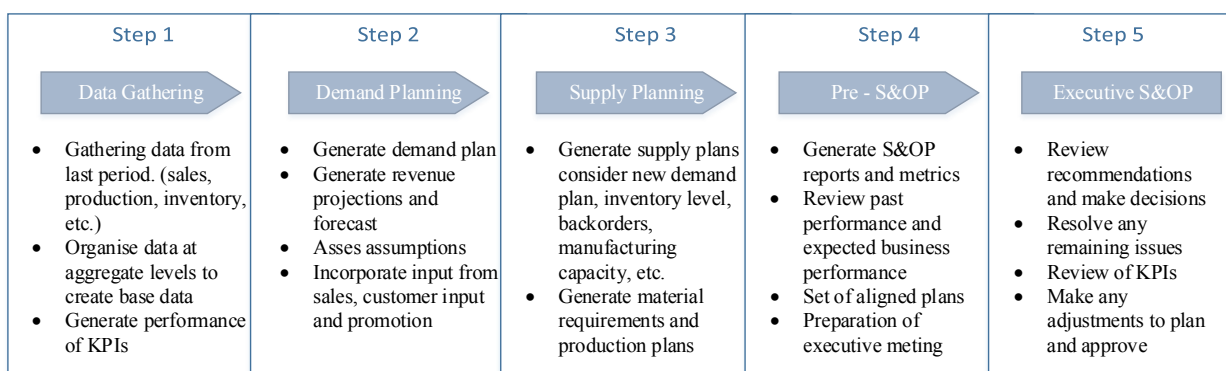 Step 1
Data Gathering
• Gathering data from
last period. (sales,
production, inventory,
etc.)
• Organise data at
aggregate levels to
create base data
• Generate performance
of KPIs
Step 2
Demand Planning
• Generate demand plan
• Generate revenue
projections and
forecast
• Asses assumptions
• Incorporate input from
sales, customer input
and promotion
Step 3
Supply Planning
• Generate supply plans
consider new demand
plan, inventory level,
backorders,
manufacturing
capacity, etc.
• Generate material
requirements and
production plans
Step 4
Pre - S&OP
• Generate S&OP
reports and metrics
• Review past
performance and
expected business
performance
• Set of aligned plans
• Preparation of
executive meting
Step 5
Executive S&OP
• Review
recommendations
and make decisions
• Resolve any
remaining issues
• Review of KPIs
• Make any
adjustments to plan
and approve